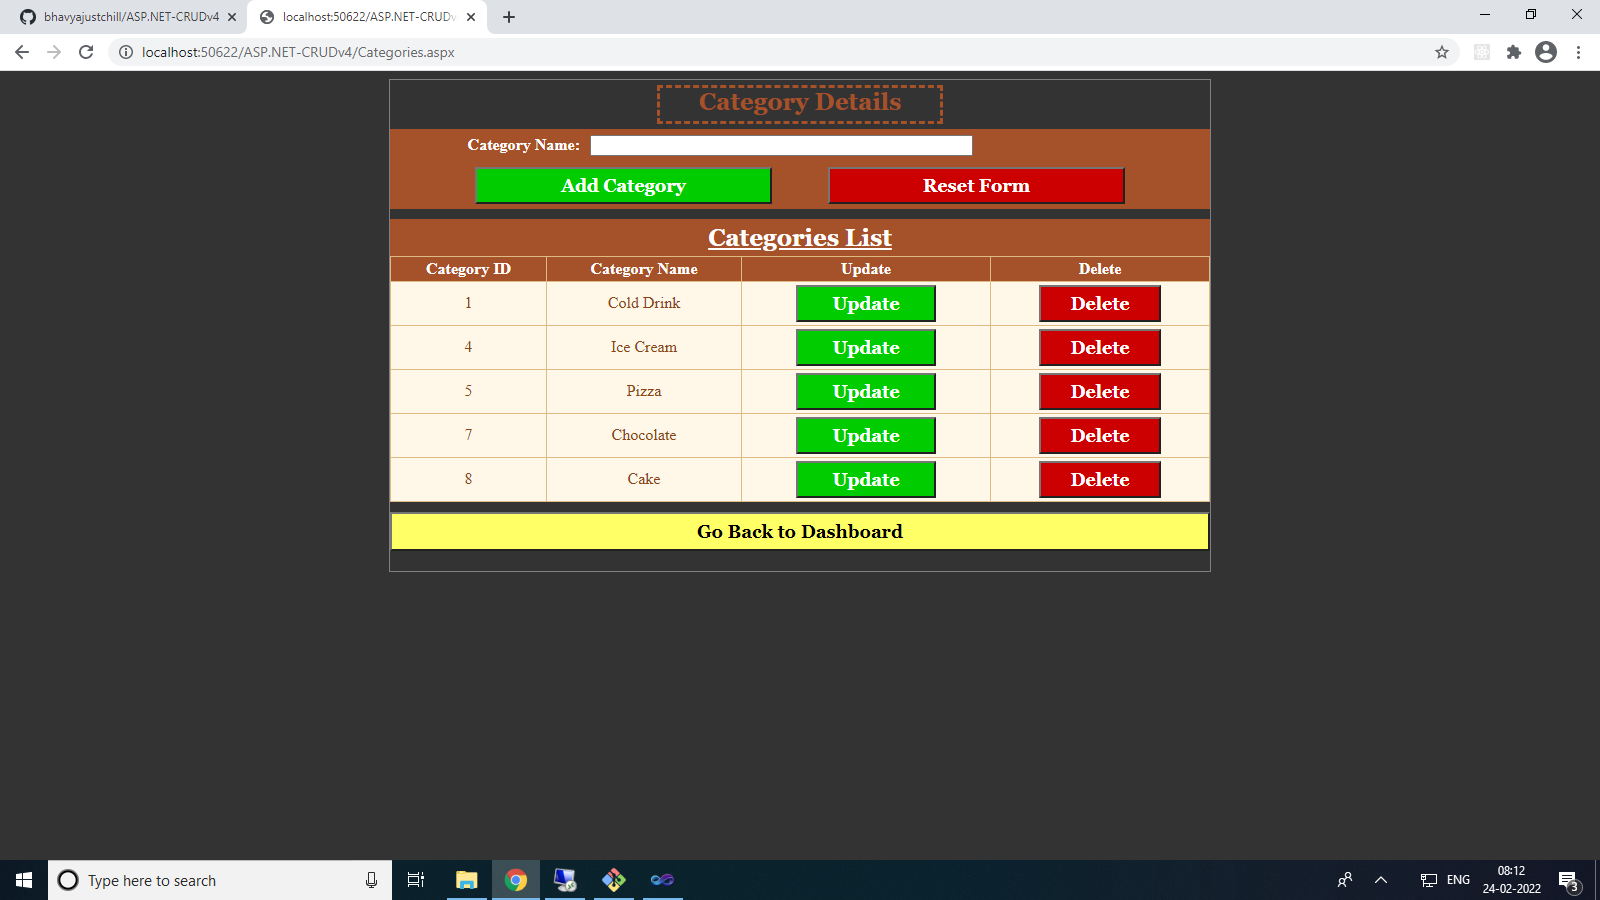 bhavyajustchill/ASP.NET-CRUDv4
localhost:50622/ASP.NET-CRUDv
localhost:50622/ASP.NET-CRUDv4/Categories.aspx
Category Details
Category Name:
Add Category Reset Form
Categories List
Category ID Category Name Update Delete
1 Cold Drink Update Delete
4 Ice Cream Update Delete
5 Pizza Update Delete
7 Chocolate Update Delete
8 Cake Update Delete
Go Back to Dashboard
Type here to search
ENG
08:12
24-02-2022
3